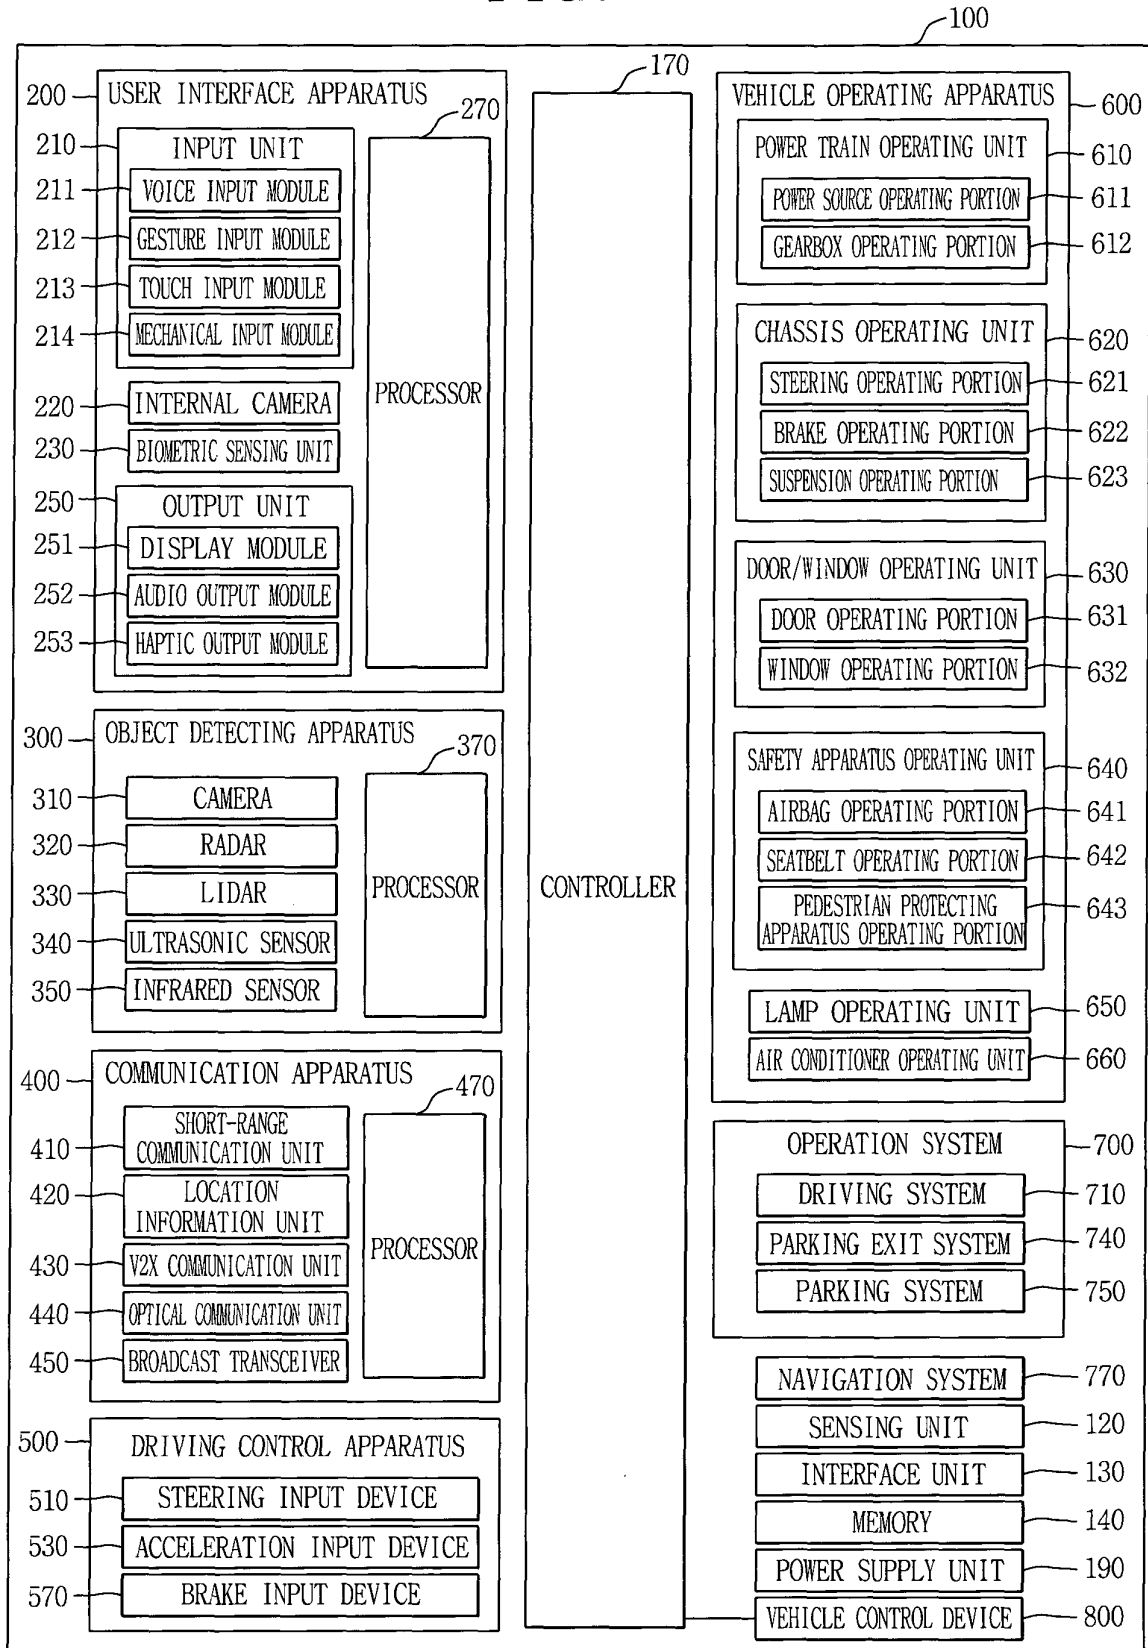 100
200
USER INTERFACE APPARATUS
270
210
INPUT UNIT
211
VOICE INPUT MODULE
212
GESTURE INPUT MODULE
213
TOUCH INPUT MODULE
214
MECHANICAL INPUT MODULE
220
INTERNAL CAMERA
230
BIOMETRIC SENSING UNIT
250
OUTPUT UNIT
251
DISPLAY MODULE
252
AUDIO OUTPUT MODULE
253
HAPTIC OUTPUT MODULE
PROCESSOR
300
OBJECT DETECTING APPARATUS
370
310
CAMERA
320
RADAR
330
LIDAR
340
ULTRASONIC SENSOR
350
INFRARED SENSOR
PROCESSOR
400
COMMUNICATION APPARATUS
470
410
SHORT-RANGE
COMMUNICATION UNIT
420
LOCATION
INFORMATION UNIT
430
V2X COMMUNICATION UNIT
440
OPTICAL COMMUNICATION UNIT
450
BROADCAST TRANSCEIVER
PROCESSOR
500
DRIVING CONTROL APPARATUS
510
STEERING INPUT DEVICE
530
ACCELERATION INPUT DEVICE
570
BRAKE INPUT DEVICE
170
CONTROLLER
VEHICLE OPERATING APPARATUS
600
POWER TRAIN OPERATING UNIT
610
POWER SOURCE OPERATING PORTION
611
GEARBOX OPERATING PORTION
612
CHASSIS OPERATING UNIT
620
STEERING OPERATING PORTION
621
BRAKE OPERATING PORTION
622
SUSPENSION OPERATING PORTION
623
DOOR/WINDOW OPERATING UNIT
630
DOOR OPERATING PORTION
631
WINDOW OPERATING PORTION
632
SAFETY APPARATUS OPERATING UNIT
640
AIRBAG OPERATING PORTION
641
SEATBELT OPERATING PORTION
642
PEDESTRIAN PROTECTING
APPARATUS OPERATING PORTION
643
LAMP OPERATING UNIT
650
AIR CONDITIONER OPERATING UNIT
660
OPERATION SYSTEM
700
DRIVING SYSTEM
710
PARKING EXIT SYSTEM
740
PARKING SYSTEM
750
NAVIGATION SYSTEM
770
SENSING UNIT
120
INTERFACE UNIT
130
MEMORY
140
POWER SUPPLY UNIT
190
VEHICLE CONTROL DEVICE
800